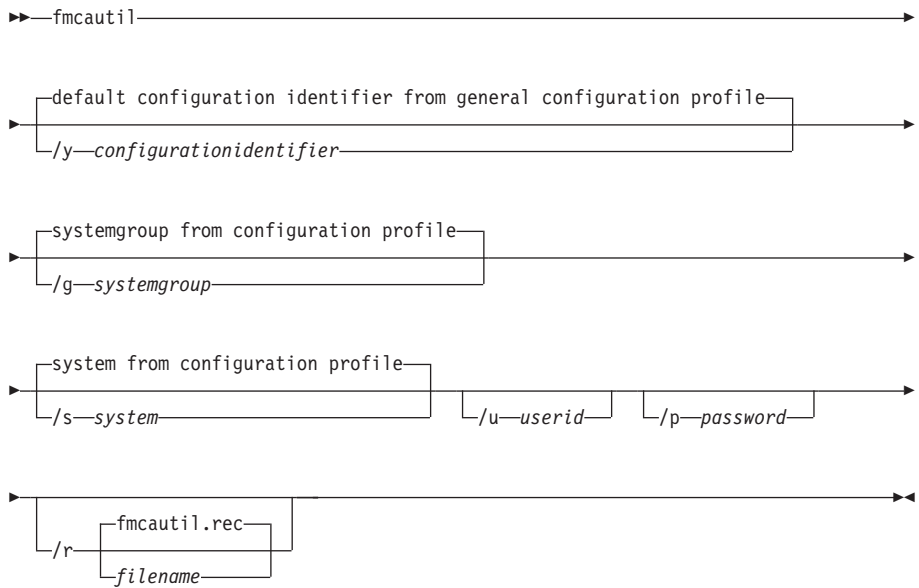 fmcautil
default configuration identifier from general configuration profile
/y configurationidentifier
systemgroup from configuration profile
/g systemgroup
system from configuration profile
/s system /u userid /p password
fmcautil.rec
/r
filename